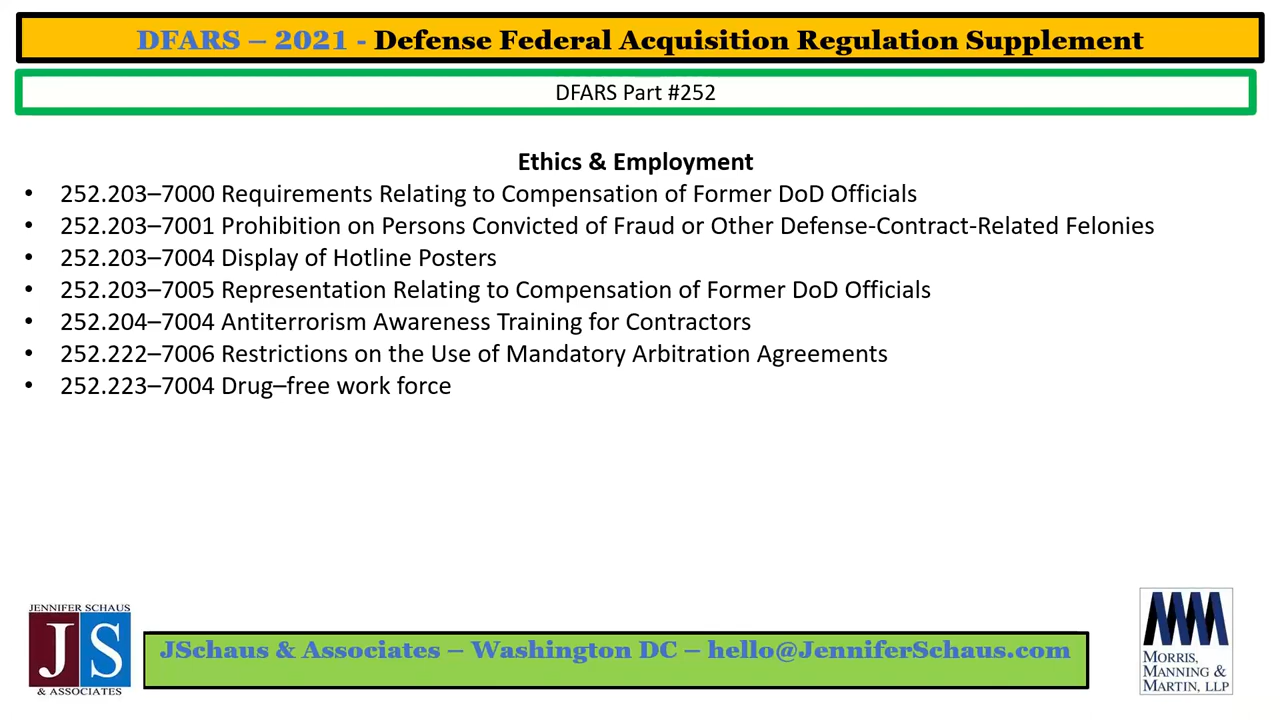 DFARS – 2021 - Defense Federal Acquisition Regulation Supplement
DFARS Part #252
Ethics & Employment
• 252.203–7000 Requirements Relating to Compensation of Former DoD Officials
• 252.203–7001 Prohibition on Persons Convicted of Fraud or Other Defense-Contract-Related Felonies
• 252.203–7004 Display of Hotline Posters
• 252.203–7005 Representation Relating to Compensation of Former DoD Officials
• 252.204–7004 Antiterrorism Awareness Training for Contractors
• 252.222–7006 Restrictions on the Use of Mandatory Arbitration Agreements
• 252.223–7004 Drug–free work force
JENNIFER SCHAUS
JS
& ASSOCIATES
JSchaus & Associates – Washington DC – hello@JenniferSchaus.com
MMM
MORRIS,
MANNING &
MARTIN, LLP